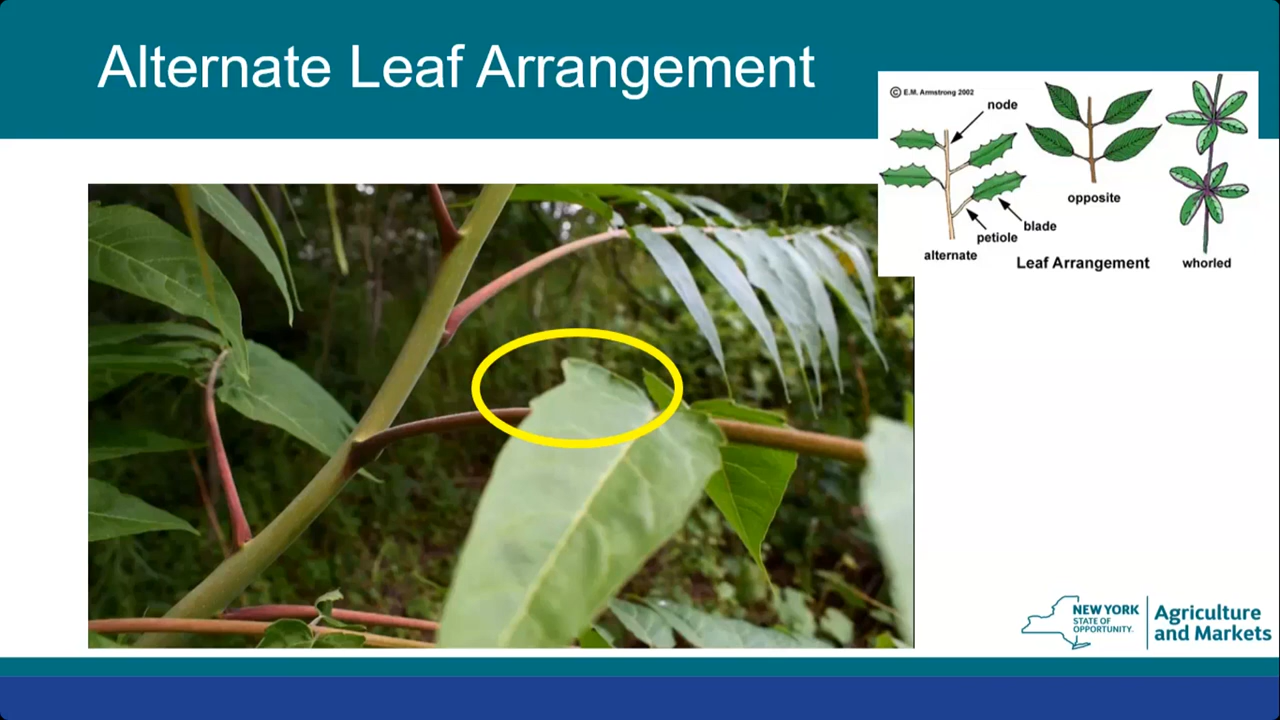 Alternate Leaf Arrangement
© E.M. Armstrong 2002
node
opposite
blade
petiole
alternate
Leaf Arrangement
whorled
NEW YORK
STATE OF
OPPORTUNITY.
Agriculture
and Markets